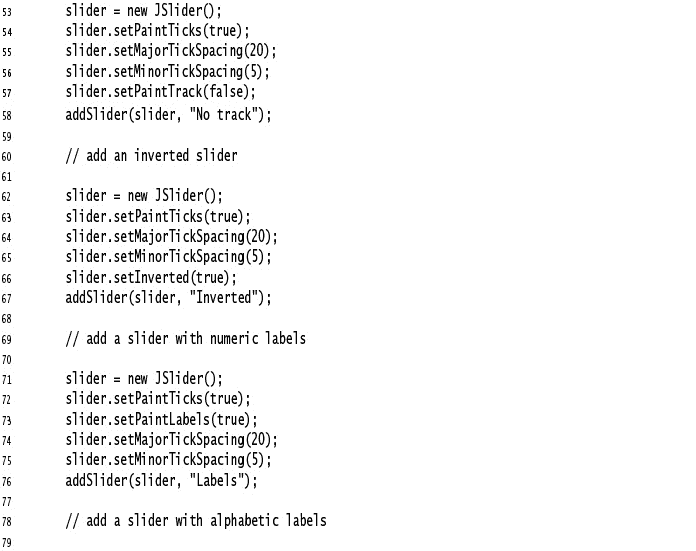 53 slider = new JSlider();
54 slider.setPaintTicks(true);
55 slider.setMajorTickSpacing(20);
56 slider.setMinorTickSpacing(5);
57 slider.setPaintTrack(false);
58 addSlider(slider, "No track");
59
60 // add an inverted slider
61
62 slider = new JSlider();
63 slider.setPaintTicks(true);
64 slider.setMajorTickSpacing(20);
65 slider.setMinorTickSpacing(5);
66 slider.setInverted(true);
67 addSlider(slider, "Inverted");
68
69 // add a slider with numeric labels
70
71 slider = new JSlider();
72 slider.setPaintTicks(true);
73 slider.setPaintLabels(true);
74 slider.setMajorTickSpacing(20);
75 slider.setMinorTickSpacing(5);
76 addSlider(slider, "Labels");
77
78 // add a slider with alphabetic labels
79